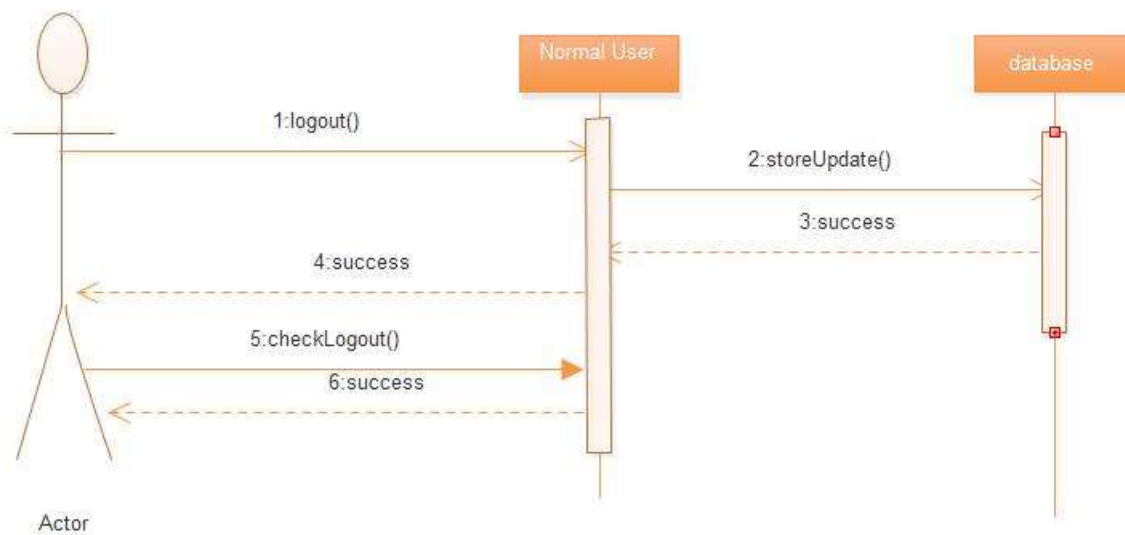 Normal User
database
1:logout()
2:storeUpdate()
3:success
4:success
5:checkLogout()
6:success
Actor